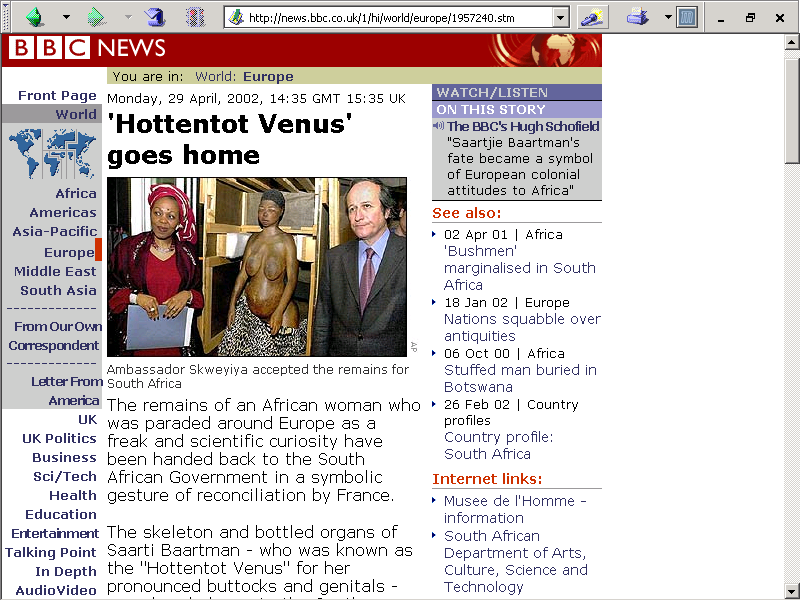 http://news.bbc.co.uk/1/hi/world/europe/1957240.stm
BBC NEWS
You are in: World: Europe
Front Page
World
Africa
Americas
Asia-Pacific
Europe
Middle East
South Asia
-------------
From Our Own
Correspondent
-------------
Letter From
America
UK
UK Politics
Business
Sci/Tech
Health
Education
Entertainment
Talking Point
In Depth
AudioVideo
Monday, 29 April, 2002, 14:35 GMT 15:35 UK
'Hottentot Venus'
goes home
AP
Ambassador Skweyiya accepted the remains for
South Africa
The remains of an African woman who
was paraded around Europe as a
freak and scientific curiosity have
been handed back to the South
African Government in a symbolic
gesture of reconciliation by France.
The skeleton and bottled organs of
Saarti Baartman - who was known as
the "Hottentot Venus" for her
pronounced buttocks and genitals -
WATCH/LISTEN
ON THIS STORY
The BBC's Hugh Schofield
"Saartjie Baartman's
fate became a symbol
of European colonial
attitudes to Africa"
See also:
02 Apr 01 | Africa
'Bushmen'
marginalised in South
Africa
18 Jan 02 | Europe
Nations squabble over
antiquities
06 Oct 00 | Africa
Stuffed man buried in
Botswana
26 Feb 02 | Country
profiles
Country profile:
South Africa
Internet links:
Musee de l'Homme -
information
South African
Department of Arts,
Culture, Science and
Technology